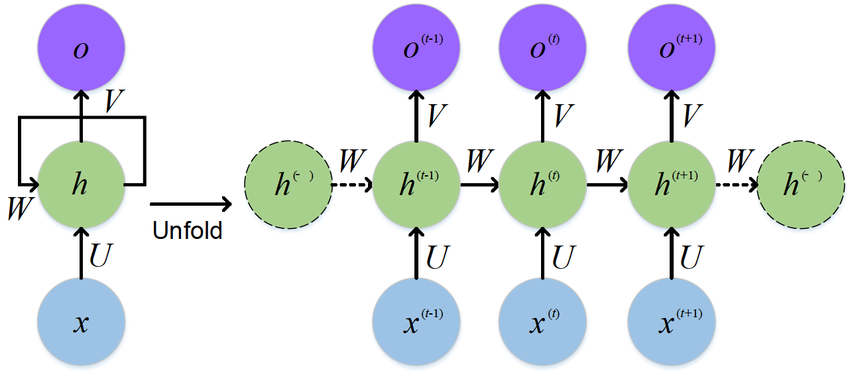 o o^(t-1) o^(t) o^(t+1)
V V V V
W W W W
h h^(- ) h^(t-1) h^(t) h^(t+1) h^(- )
W
Unfold
U U U U
x x^(t-1) x^(t) x^(t+1)